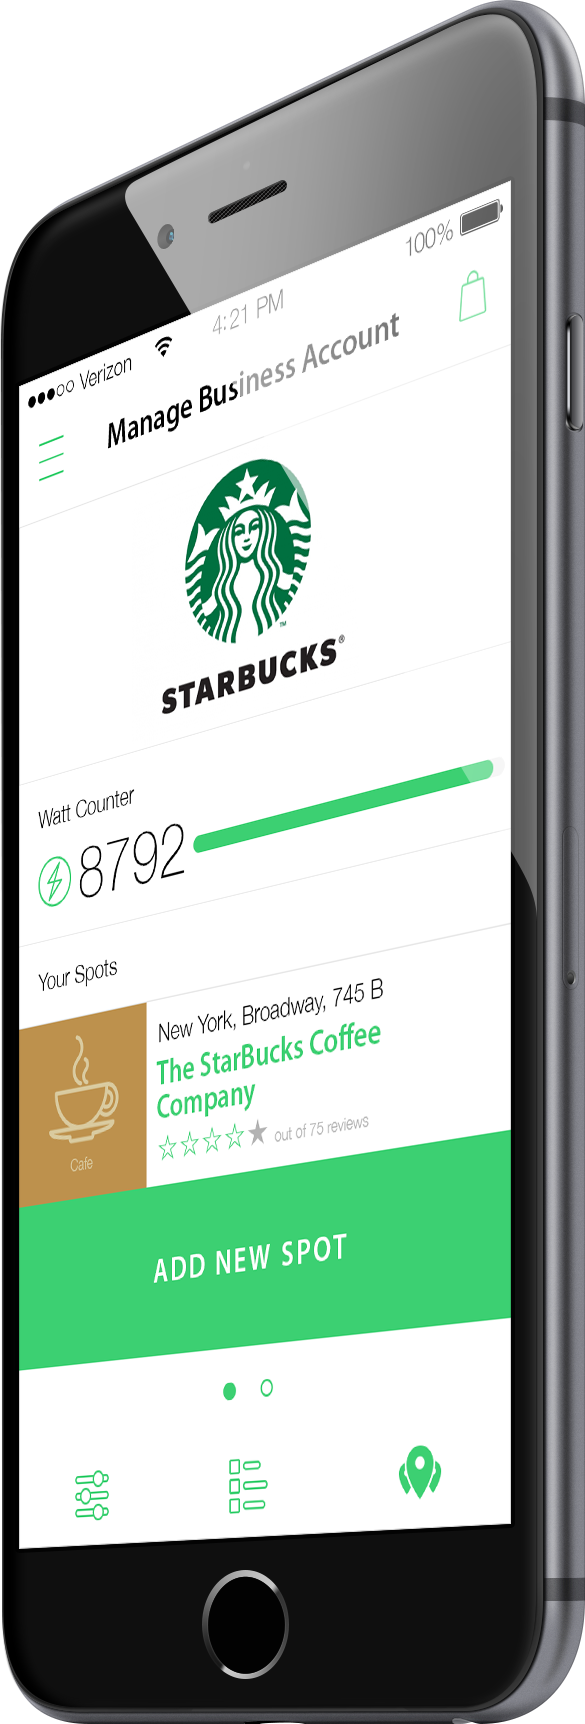 ●●●○○ Verizon 4:21 PM 100%
Manage Business Account
STARBUCKS®
TM
Watt Counter
8792
Your Spots
New York, Broadway, 745 B
The StarBucks Coffee
Company
out of 75 reviews
Cafe
ADD NEW SPOT